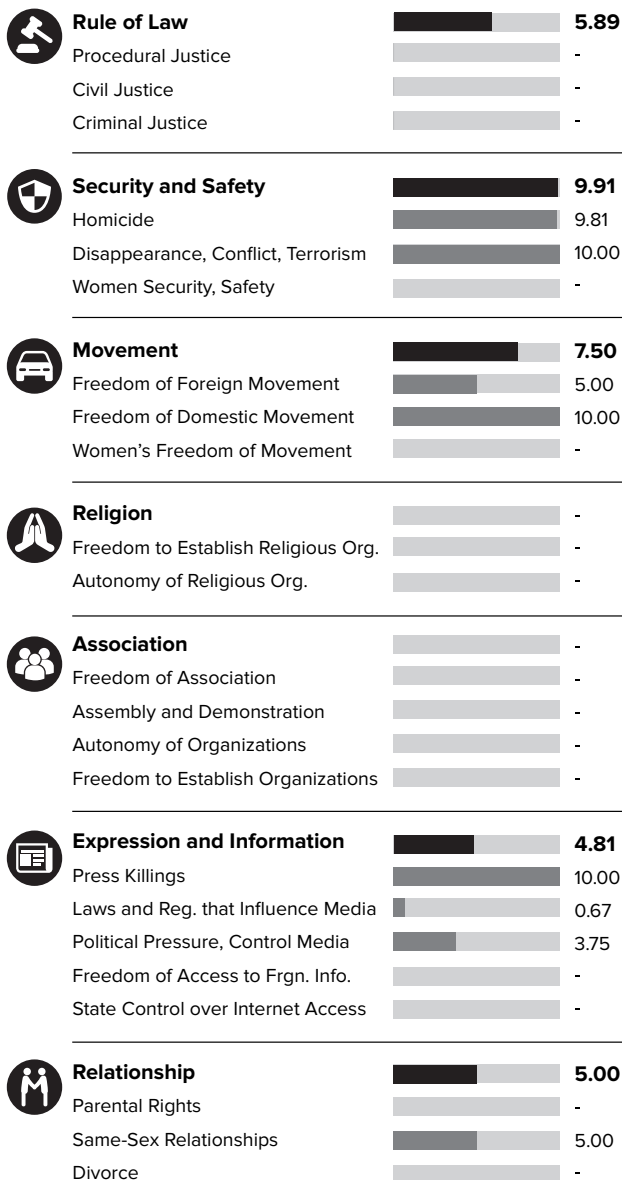 Rule of Law 5.89
Procedural Justice -
Civil Justice -
Criminal Justice -
Security and Safety 9.91
Homicide 9.81
Disappearance, Conflict, Terrorism 10.00
Women Security, Safety -
Movement 7.50
Freedom of Foreign Movement 5.00
Freedom of Domestic Movement 10.00
Women’s Freedom of Movement -
Religion -
Freedom to Establish Religious Org. -
Autonomy of Religious Org. -
Association -
Freedom of Association -
Assembly and Demonstration -
Autonomy of Organizations -
Freedom to Establish Organizations -
Expression and Information 4.81
Press Killings 10.00
Laws and Reg. that Influence Media 0.67
Political Pressure, Control Media 3.75
Freedom of Access to Frgn. Info. -
State Control over Internet Access -
Relationship 5.00
Parental Rights -
Same-Sex Relationships 5.00
Divorce -